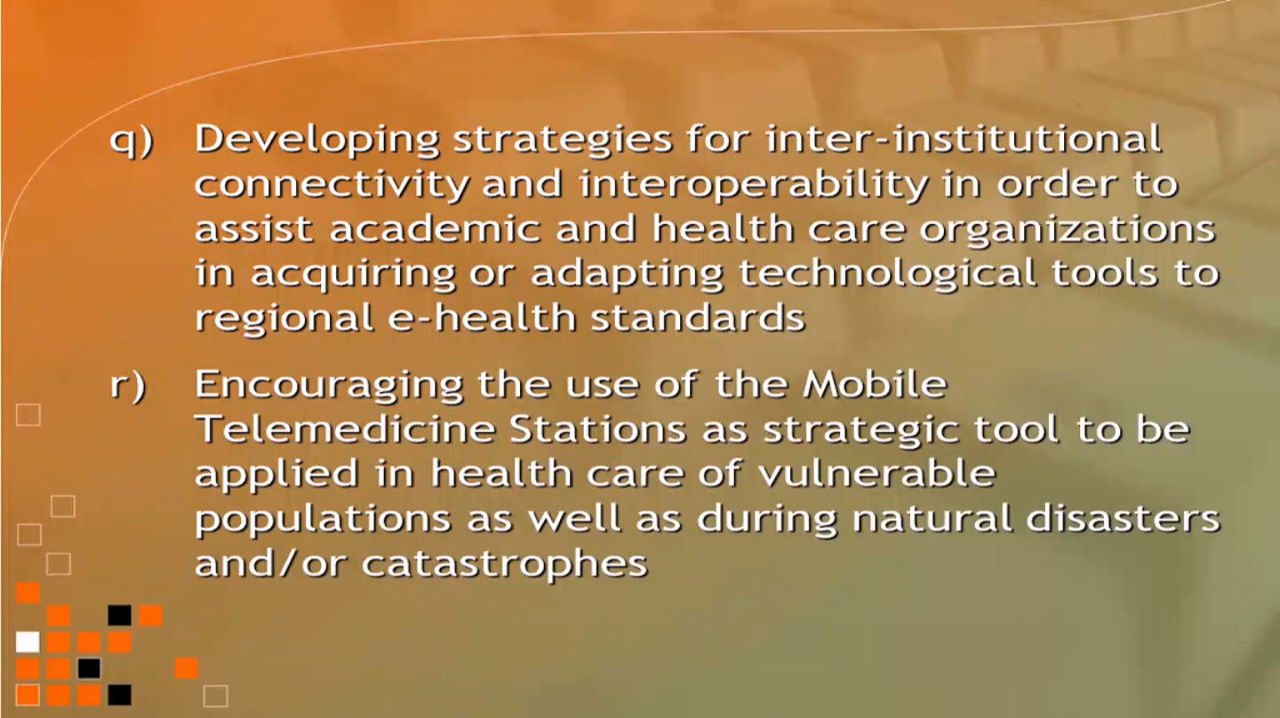 q) Developing strategies for inter-institutional
connectivity and interoperability in order to
assist academic and health care organizations
in acquiring or adapting technological tools to
regional e-health standards
r) Encouraging the use of the Mobile
Telemedicine Stations as strategic tool to be
applied in health care of vulnerable
populations as well as during natural disasters
and/or catastrophes